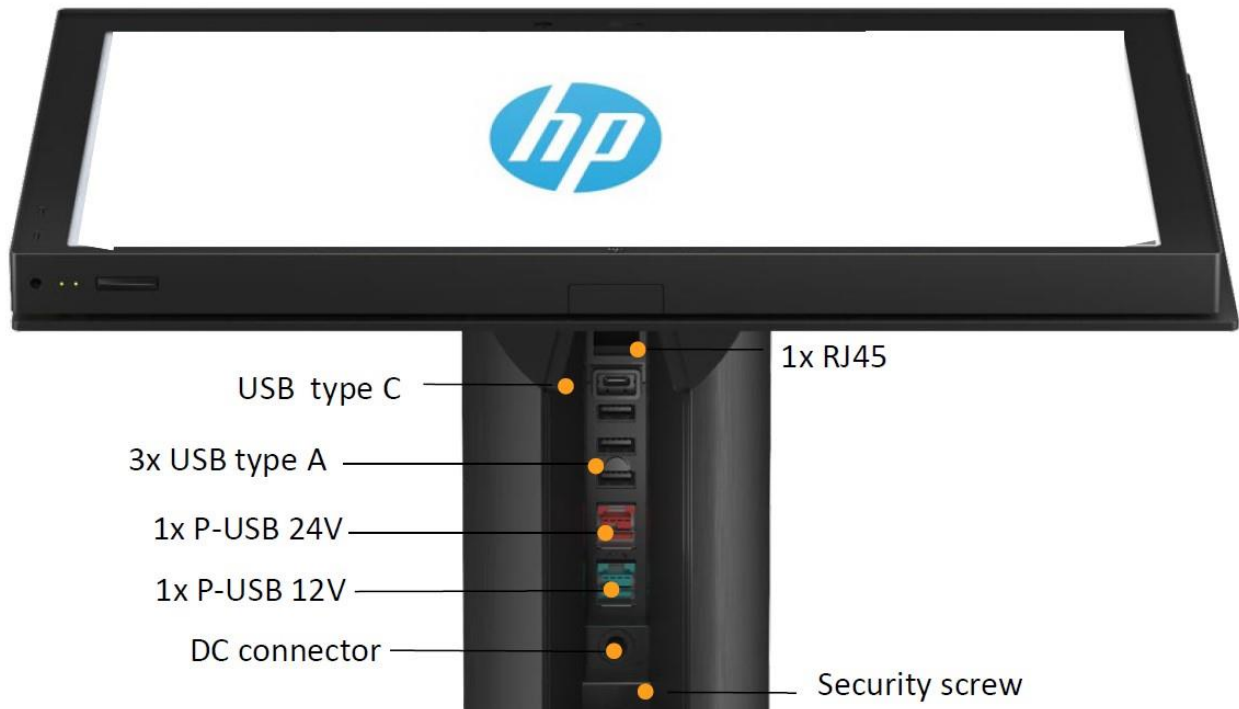 hp
1x RJ45
USB type C
3x USB type A
1x P-USB 24V
1x P-USB 12V
DC connector
Security screw